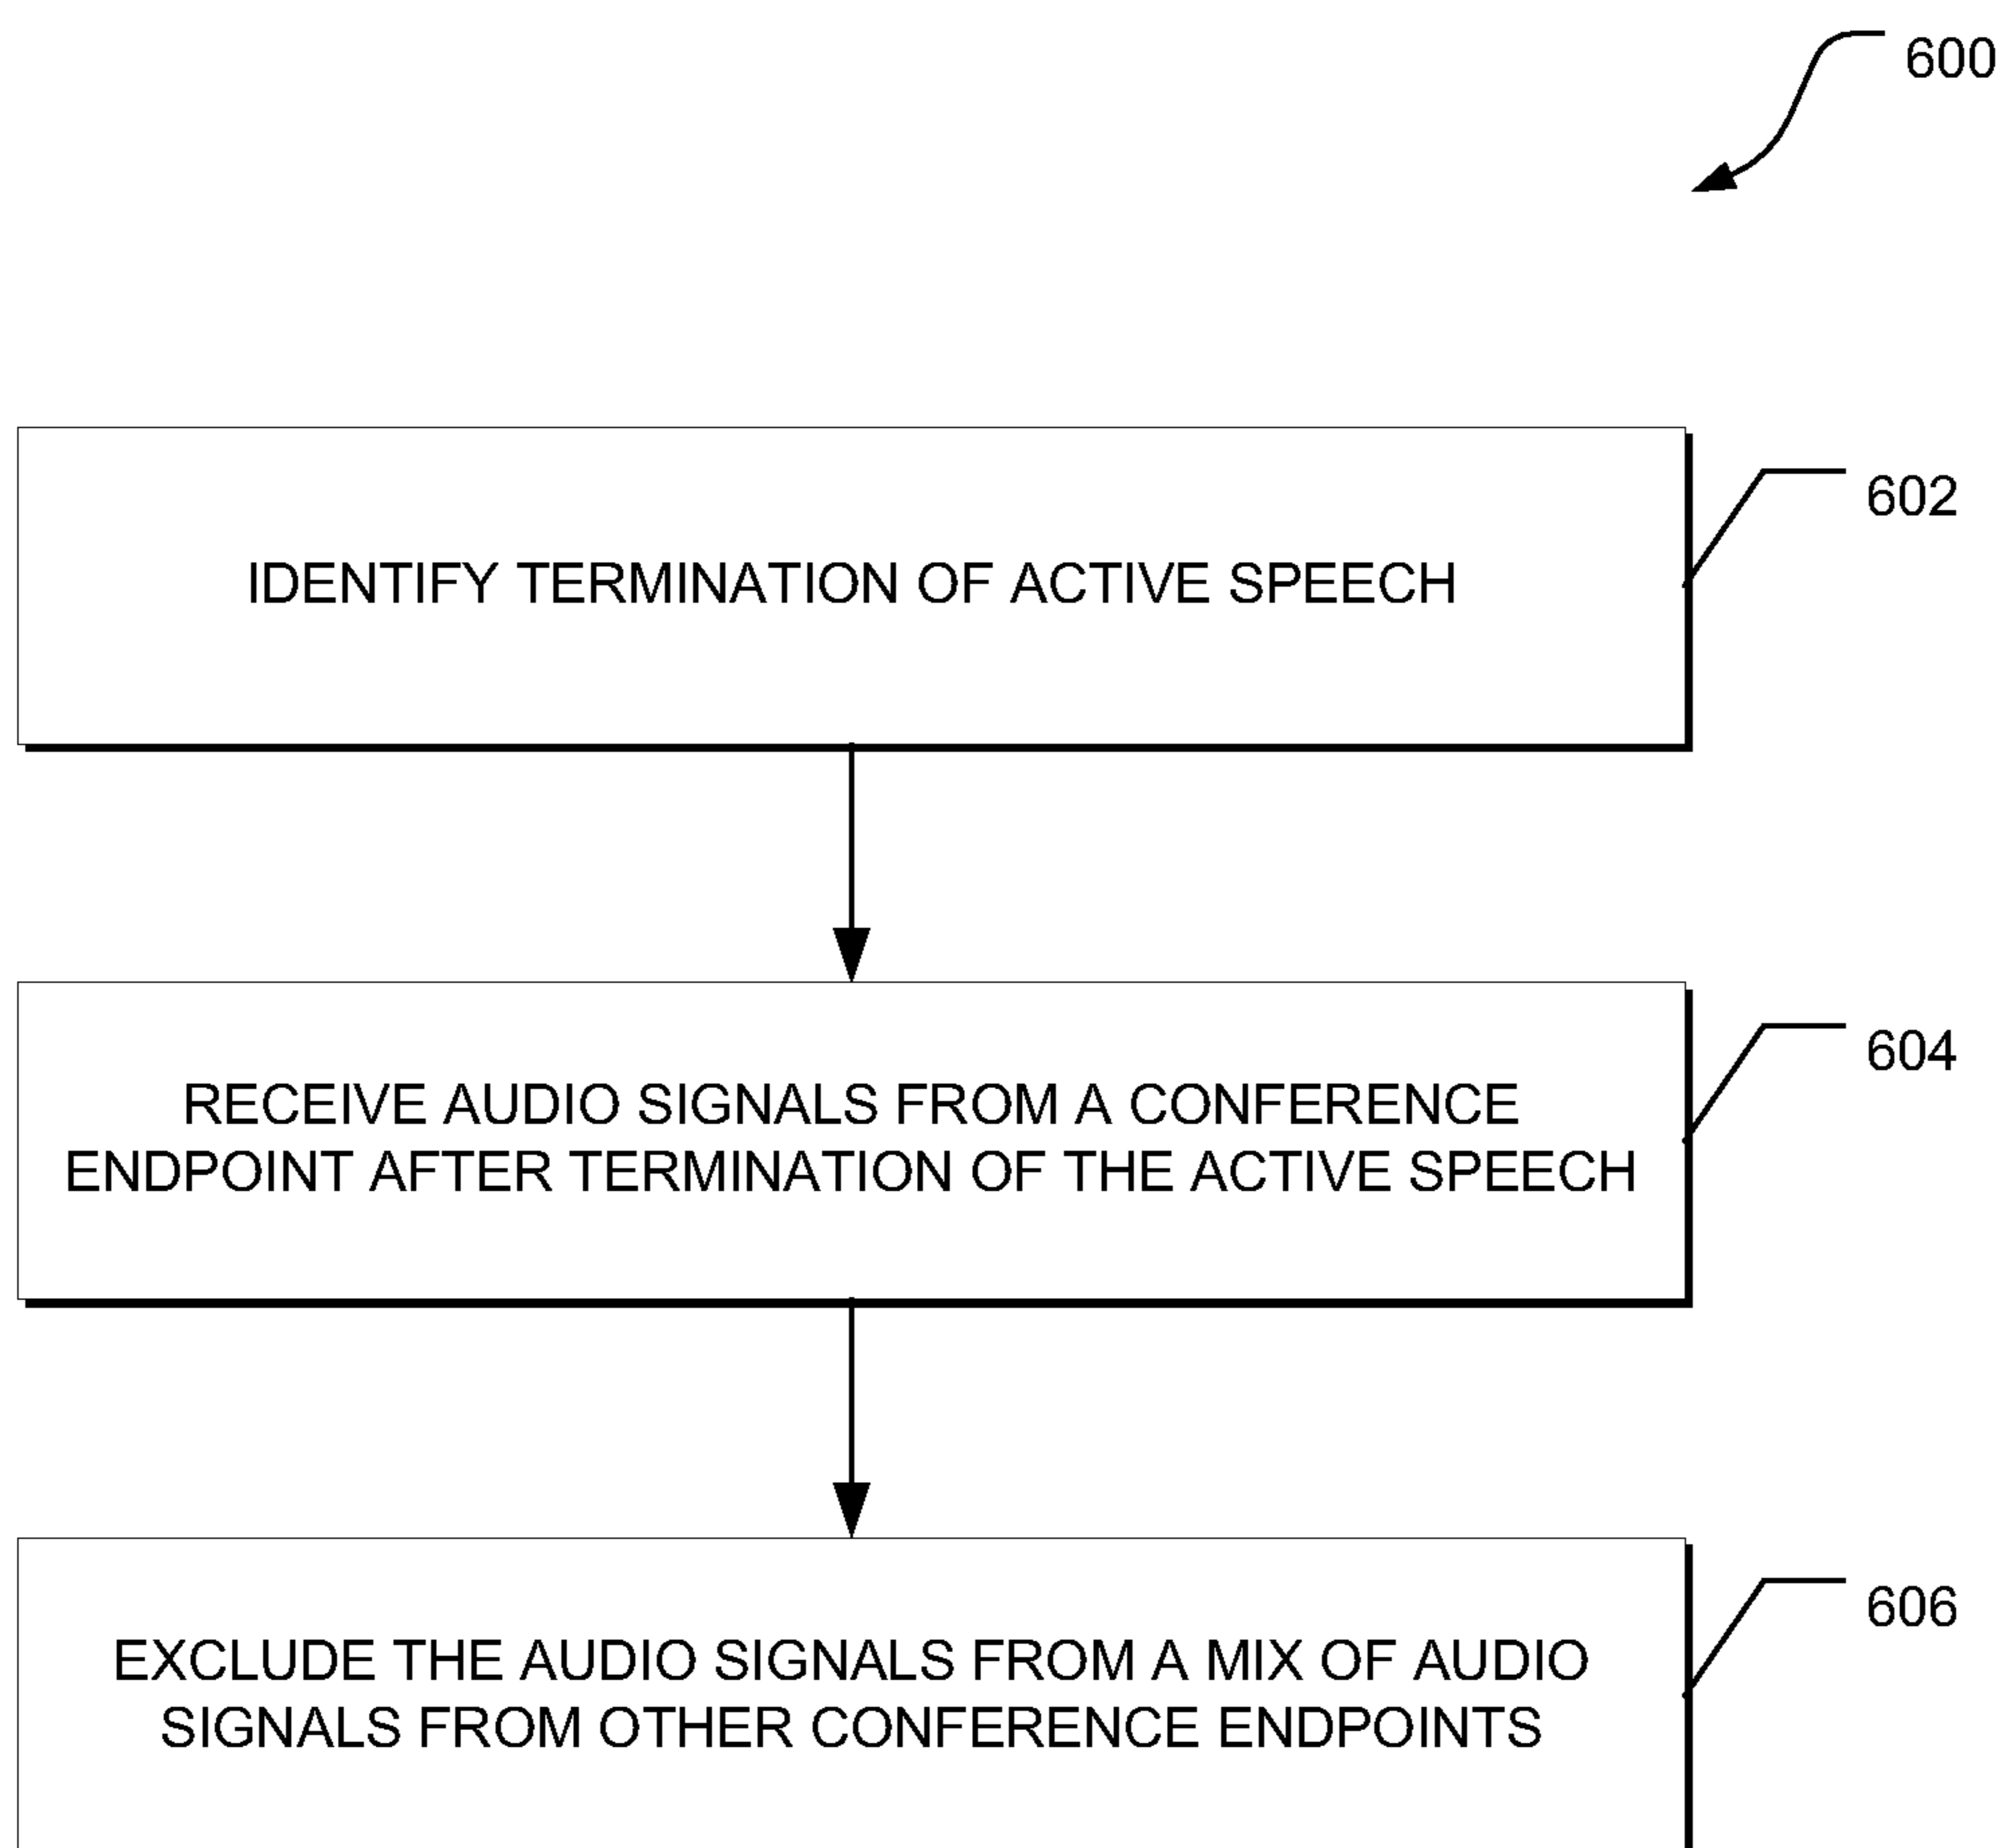 600
602
IDENTIFY TERMINATION OF ACTIVE SPEECH
604
RECEIVE AUDIO SIGNALS FROM A CONFERENCE
ENDPOINT AFTER TERMINATION OF THE ACTIVE SPEECH
606
EXCLUDE THE AUDIO SIGNALS FROM A MIX OF AUDIO
SIGNALS FROM OTHER CONFERENCE ENDPOINTS